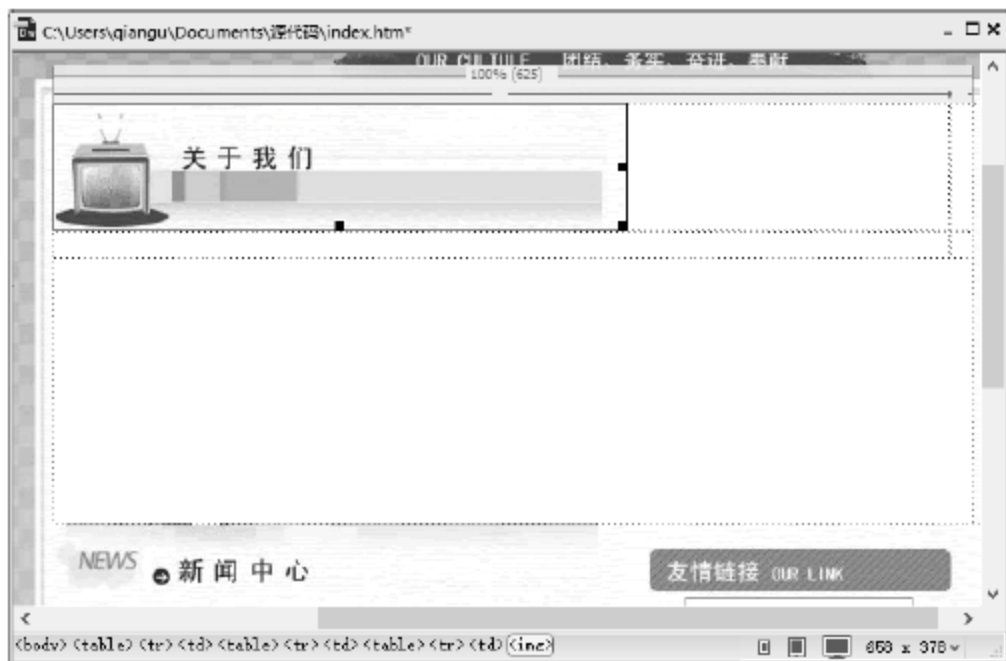 C:\Users\qiangu\Documents\源代码\index.htm*
OUR CULTULE 团结、务实、奋进、奉献
100% (625)
关于我们
NEWS
新闻中心
友情链接 OUR LINK
<body> <table> <tr> <td> <table> <tr> <td> <table> <tr> <td> <img>
658 x 378